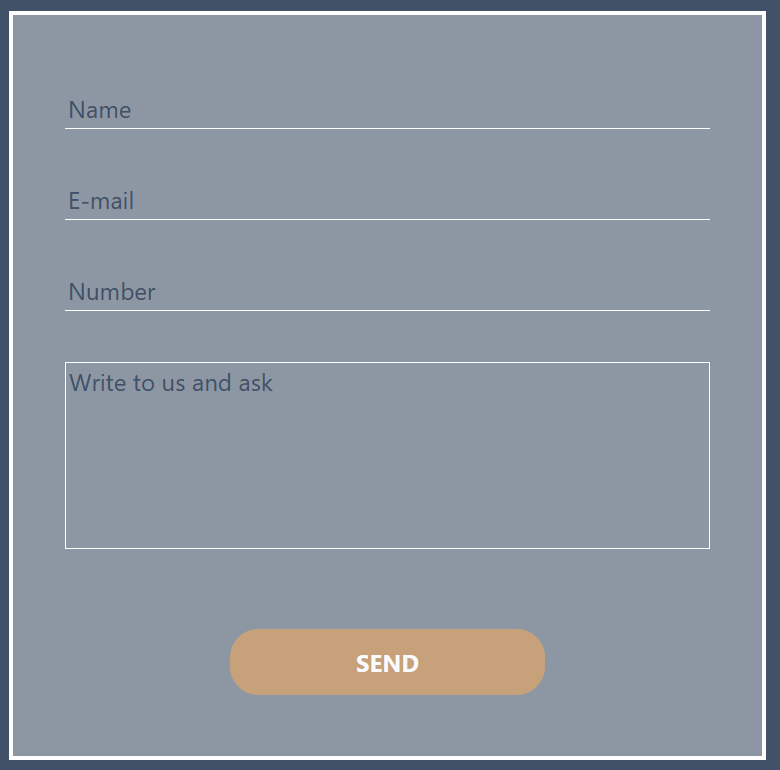 Name
E-mail
Number
Write to us and ask
SEND